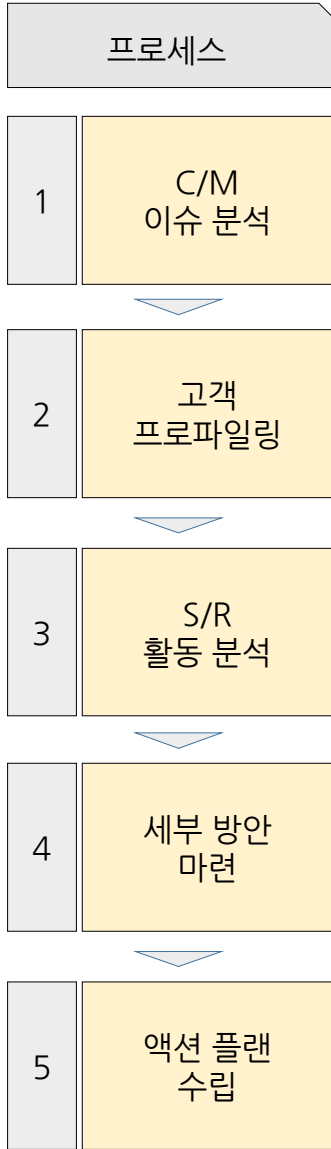 프로세스
1
C/M
이슈 분석
2
고객
프로파일링
3
S/R
활동 분석
4
세부 방안
마련
5
액션 플랜
수립